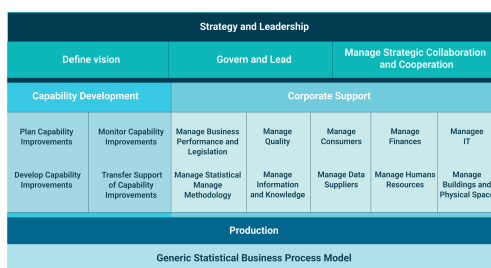 Strategy and Leadership
Define vision
Govern and Lead
Manage Strategic Collaboration
and Cooperation
Capability Development
Corporate Support
Plan Capability
Improvements
Monitor Capability
Improvements
Manage Business
Performance and
Legislation
Manage
Quality
Manage
Consumers
Manage
Finances
Managee
IT
Develop Capability
Improvements
Transfer Support
of Capability
Improvements
Manage Statistical
Manage
Methodology
Manage
Information
and Knowledge
Manage Data
Suppliers
Manage Humans
Resources
Manage
Buildings and
Physical Space
Production
Generic Statistical Business Process Model